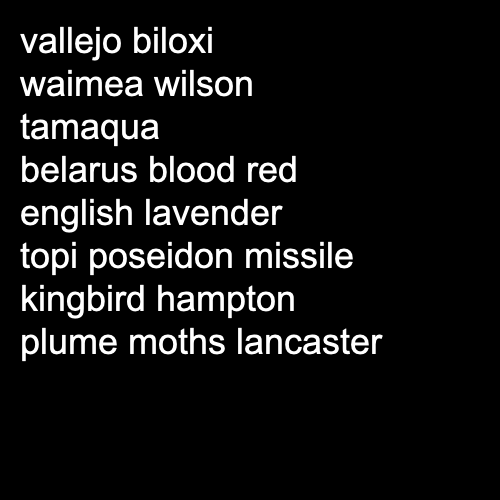 vallejo biloxi
waimea wilson
tamaqua
belarus blood red
english lavender
topi poseidon missile
kingbird hampton
plume moths lancaster